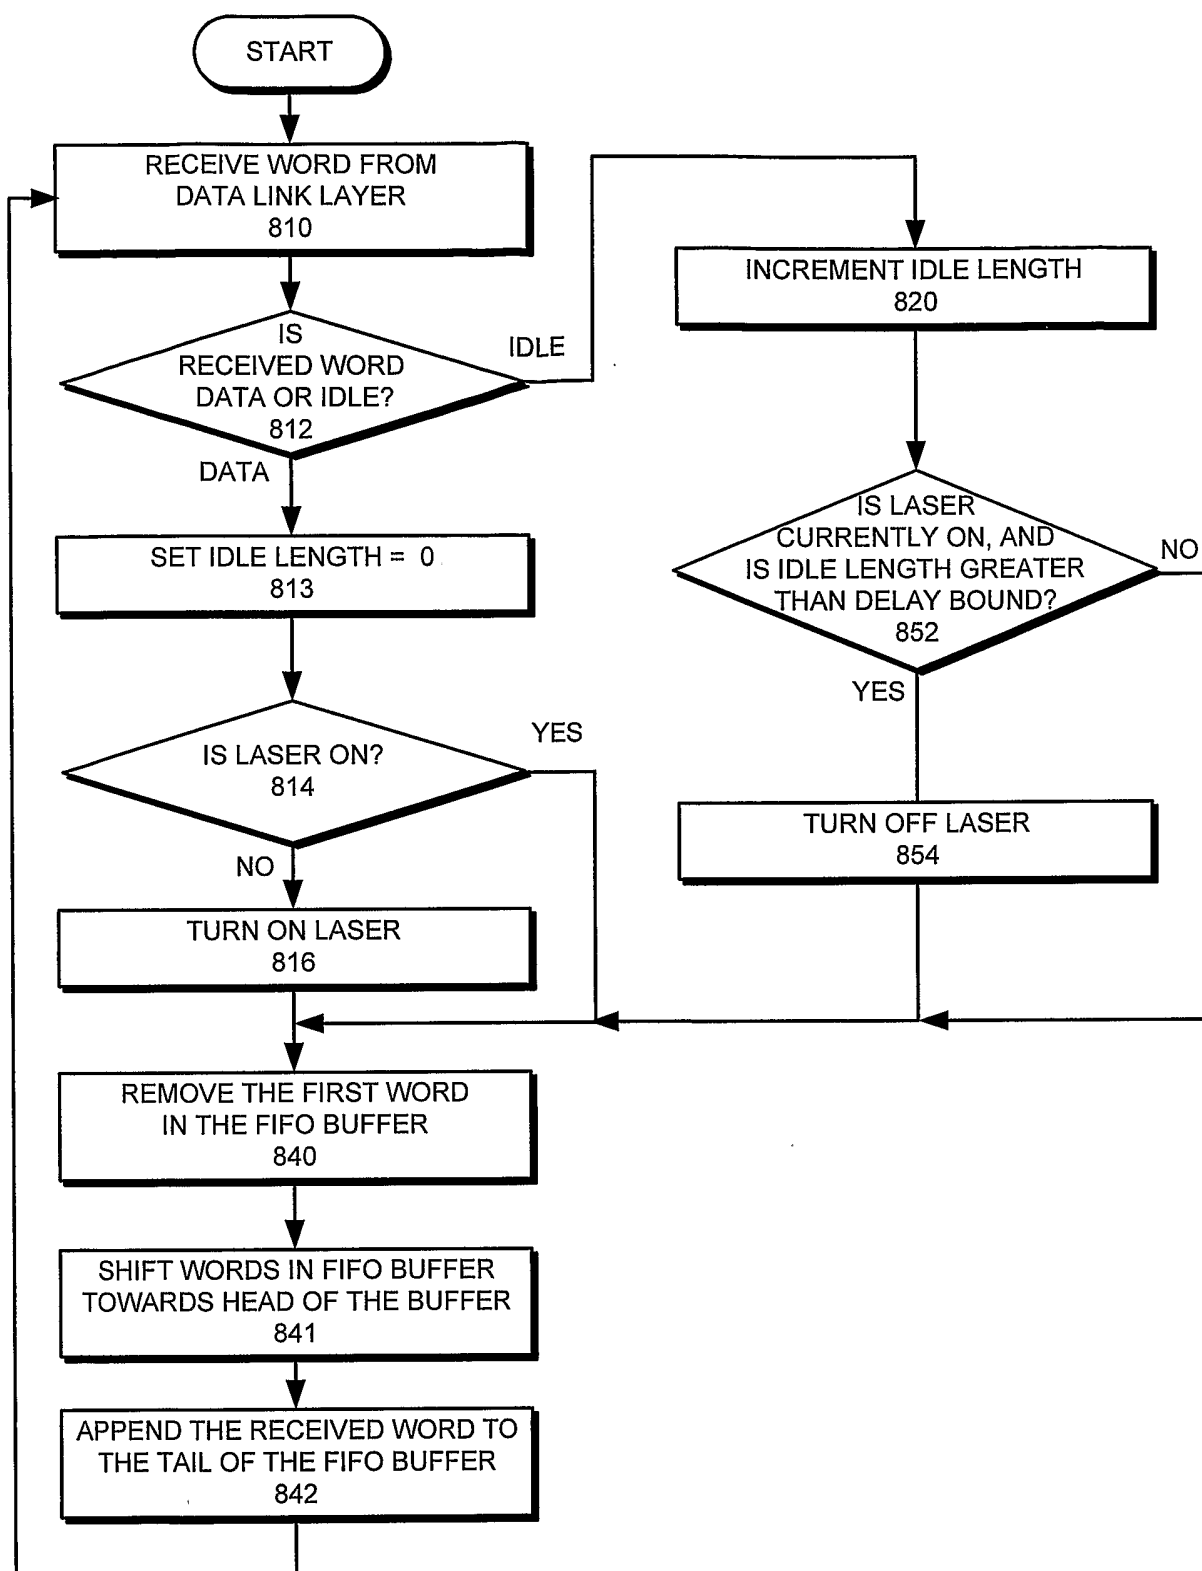 START
RECEIVE WORD FROM
DATA LINK LAYER
810
IS
RECEIVED WORD
DATA OR IDLE?
812
IDLE
DATA
SET IDLE LENGTH = 0
813
IS LASER ON?
814
YES
NO
TURN ON LASER
816
INCREMENT IDLE LENGTH
820
IS LASER
CURRENTLY ON, AND
IS IDLE LENGTH GREATER
THAN DELAY BOUND?
852
NO
YES
TURN OFF LASER
854
REMOVE THE FIRST WORD
IN THE FIFO BUFFER
840
SHIFT WORDS IN FIFO BUFFER
TOWARDS HEAD OF THE BUFFER
841
APPEND THE RECEIVED WORD TO
THE TAIL OF THE FIFO BUFFER
842